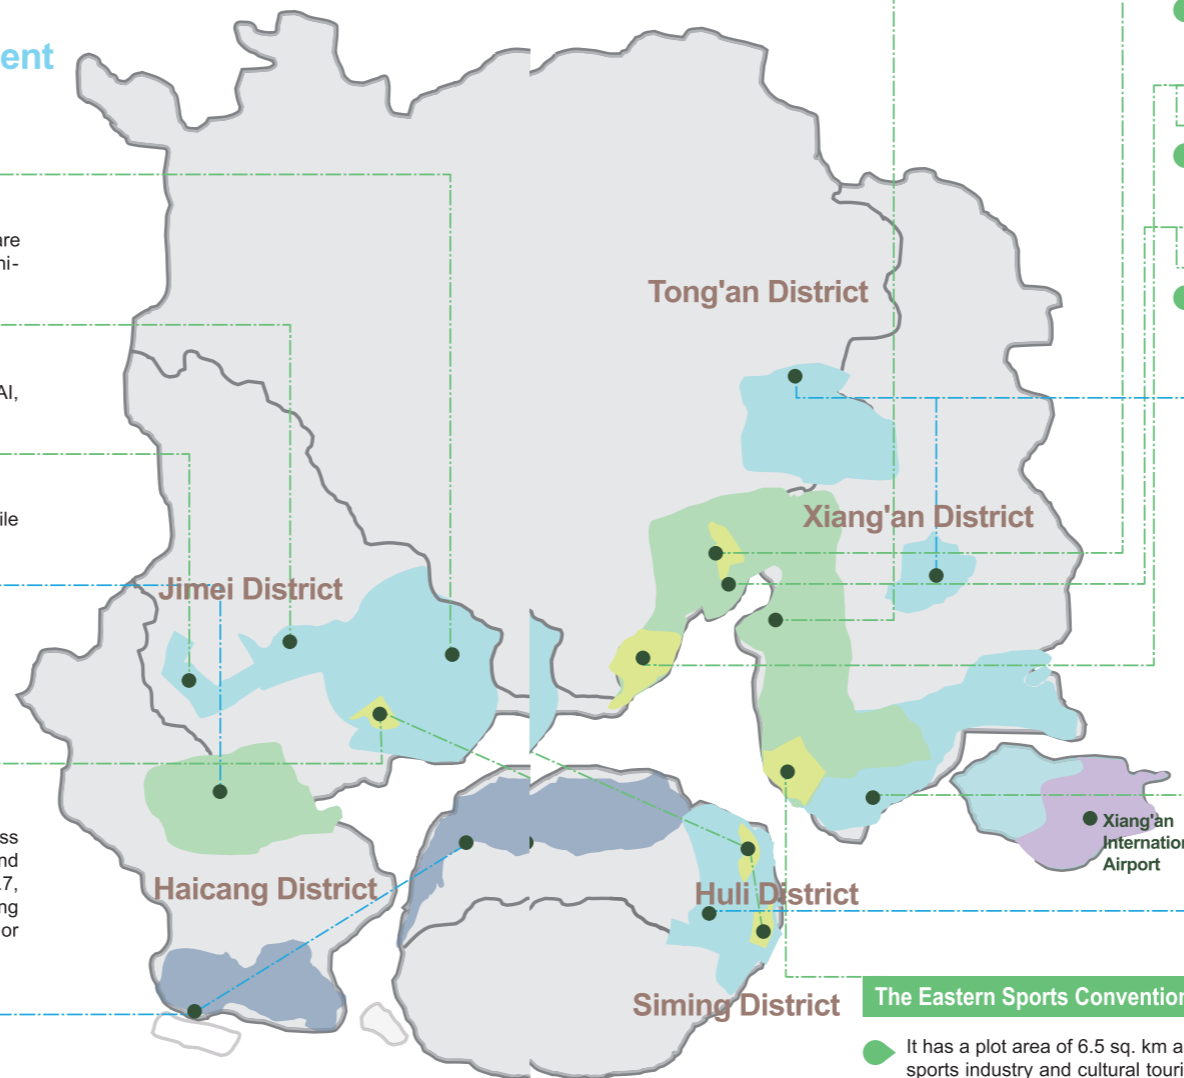 ent
are
ni-
AI,
ile
ss
nd
.7,
ng
or
Tong'an District
Xiang'an District
Jimei District
Haicang District
Huli District
Siming District
Xiang'an
Internation
Airport
The Eastern Sports Convention
It has a plot area of 6.5 sq. km a
sports industry and cultural touri